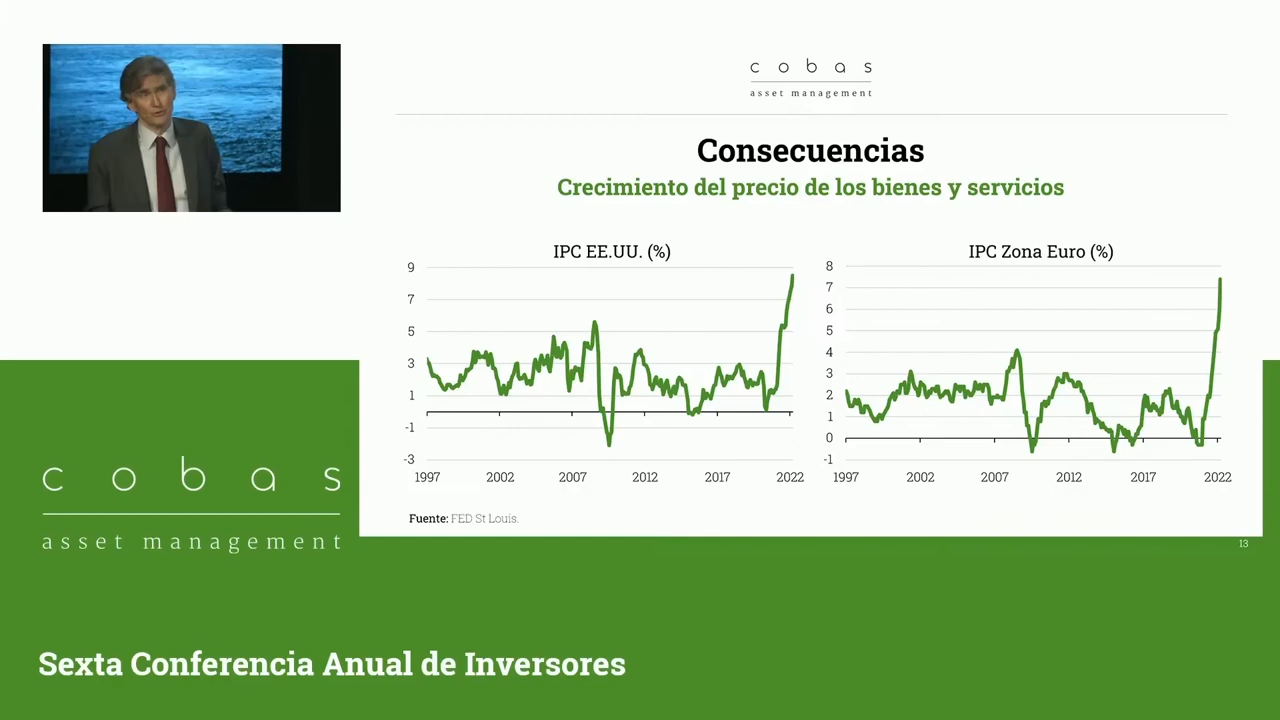 cobas
asset management
Consecuencias
Crecimiento del precio de los bienes y servicios
IPC EE.UU. (%)
9
7
5
3
1
-1
-3
1997 2002 2007 2012 2017 2022
IPC Zona Euro (%)
8
7
6
5
4
3
2
1
0
-1
1997 2002 2007 2012 2017 2022
Fuente: FED St Louis.
13
cobas
asset management
Sexta Conferencia Anual de Inversores